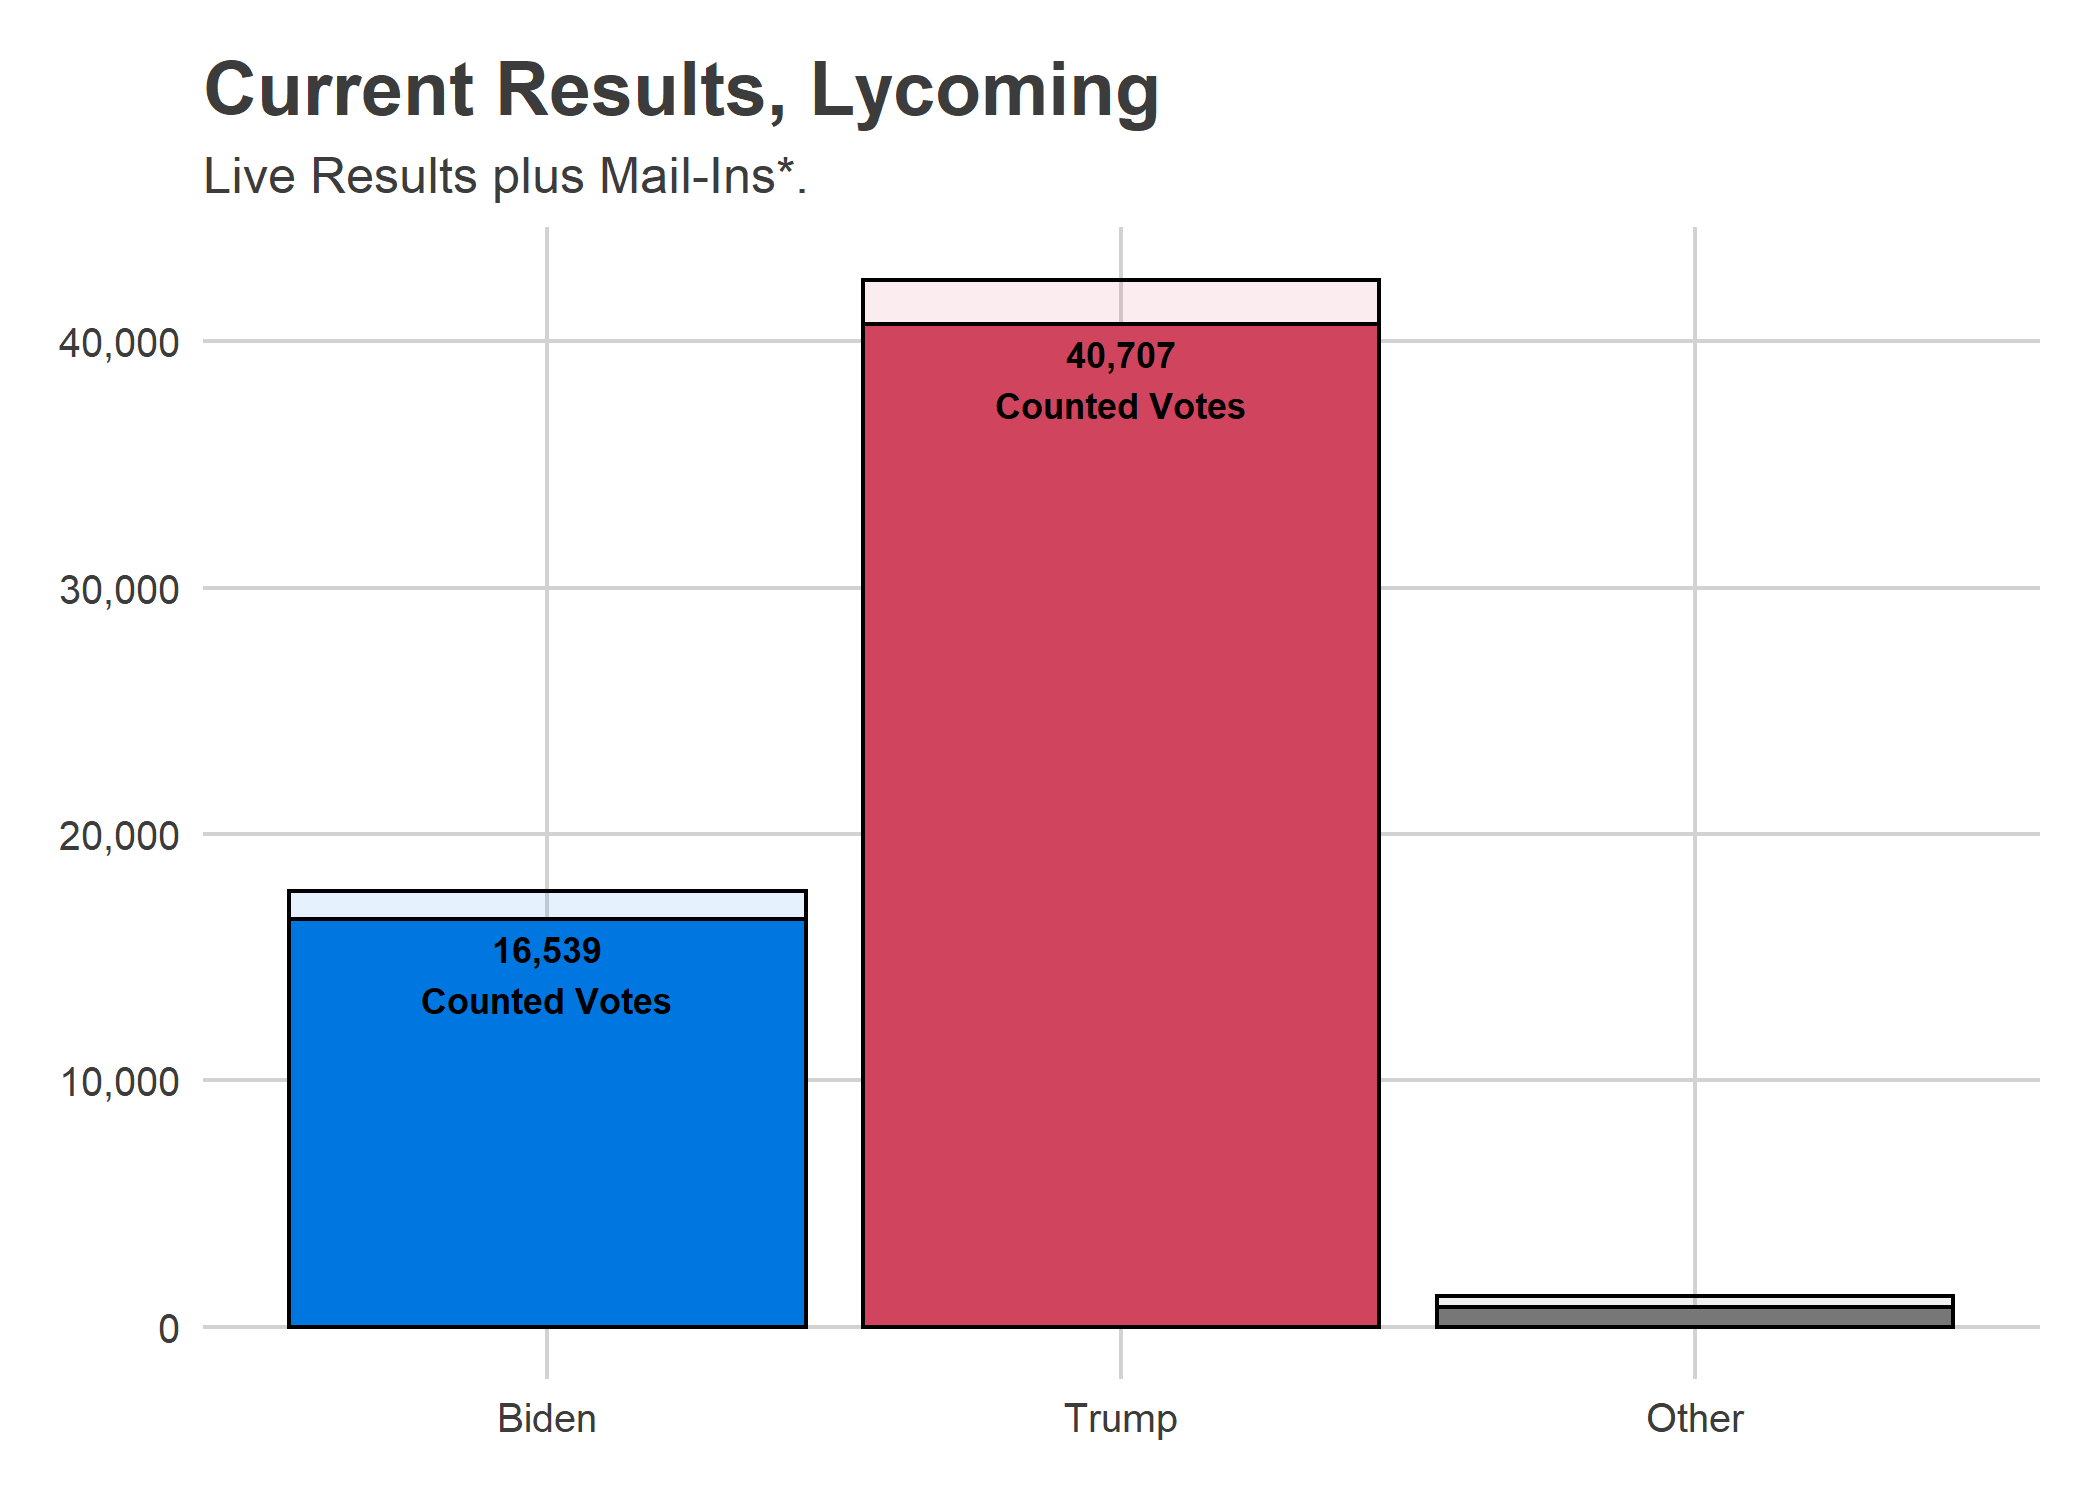 Current Results, Lycoming
Live Results plus Mail-Ins*.
40,000
30,000
20,000
10,000
0
40,707
Counted Votes
16,539
Counted Votes
Biden
Trump
Other